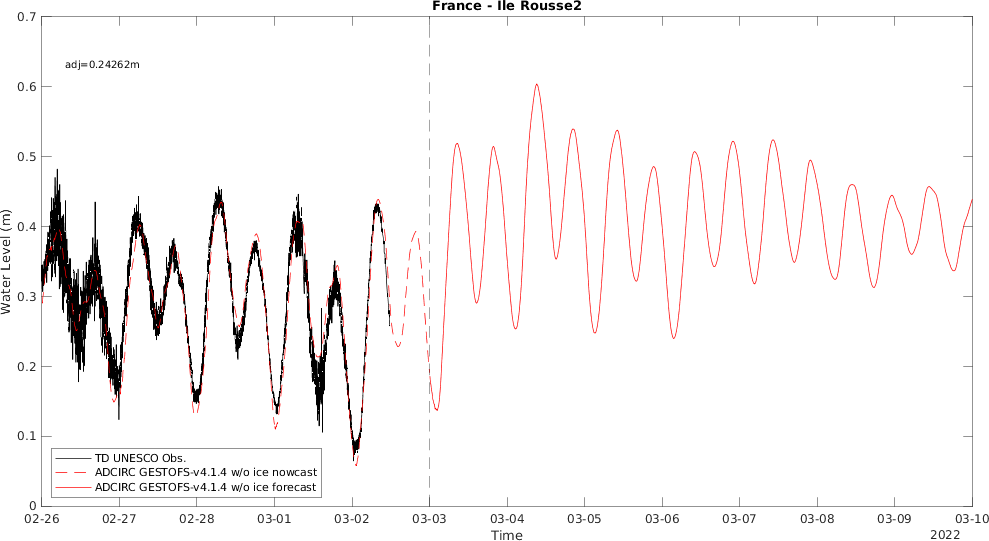 France - Ile Rousse2
adj=0.24262m
Water Level (m)
0.7
0.6
0.5
0.4
0.3
0.2
0.1
0
TD UNESCO Obs.
ADCIRC GESTOFS-v4.1.4 w/o ice nowcast
ADCIRC GESTOFS-v4.1.4 w/o ice forecast
02-26 02-27 02-28 03-01 03-02 03-03 03-04 03-05 03-06 03-07 03-08 03-09 03-10
Time
2022